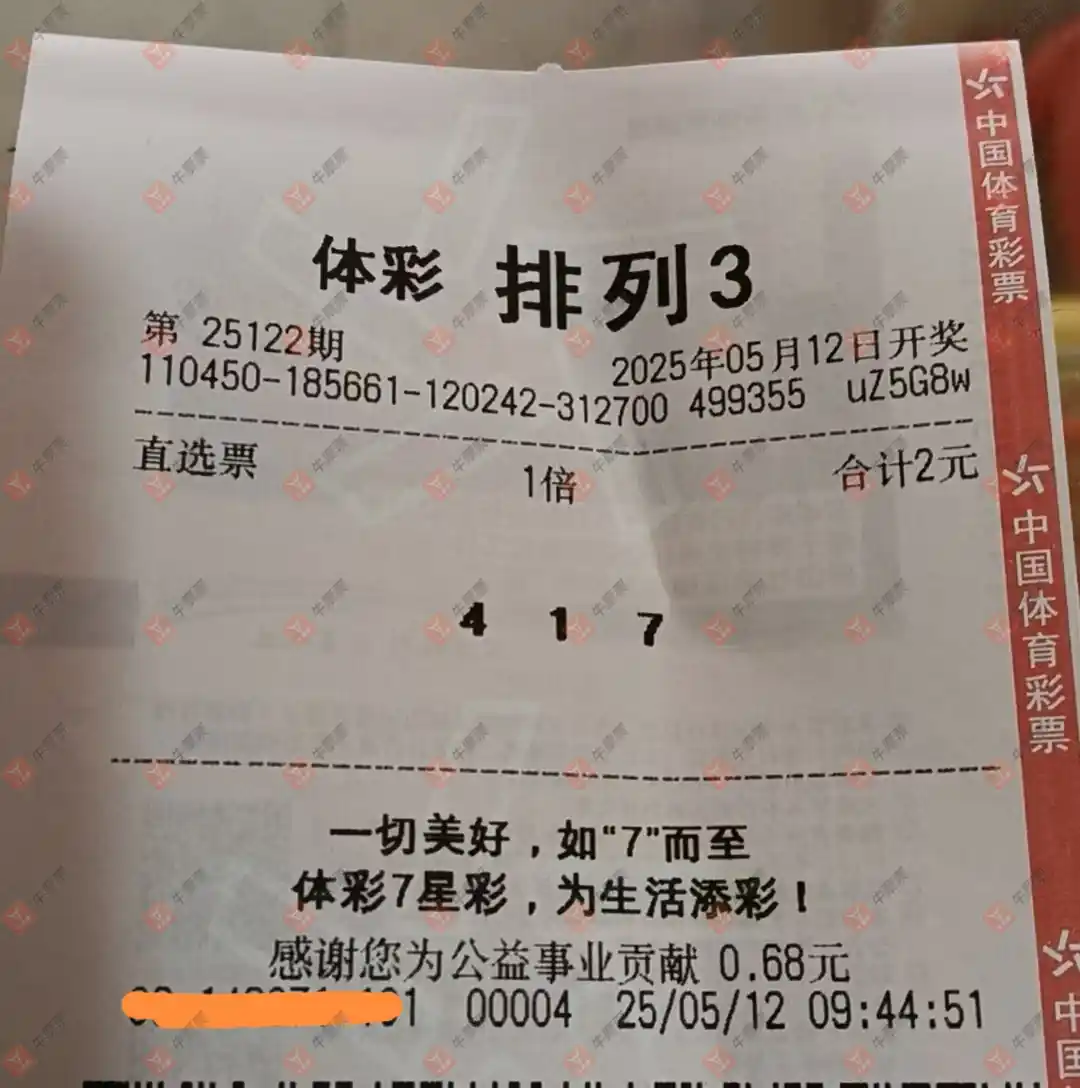 体彩 排列3
第 25122期
2025年05月12日开奖
110450-185661-120242-312700 499355 uZ5G8w
直选票 1倍 合计2元
4 1 7
一切美好，如“7”而至
体彩7星彩，为生活添彩！
感谢您为公益事业贡献 0.68元
01 00004 25/05/12 09:44:51
中国体育彩票
中国体育彩票
中国